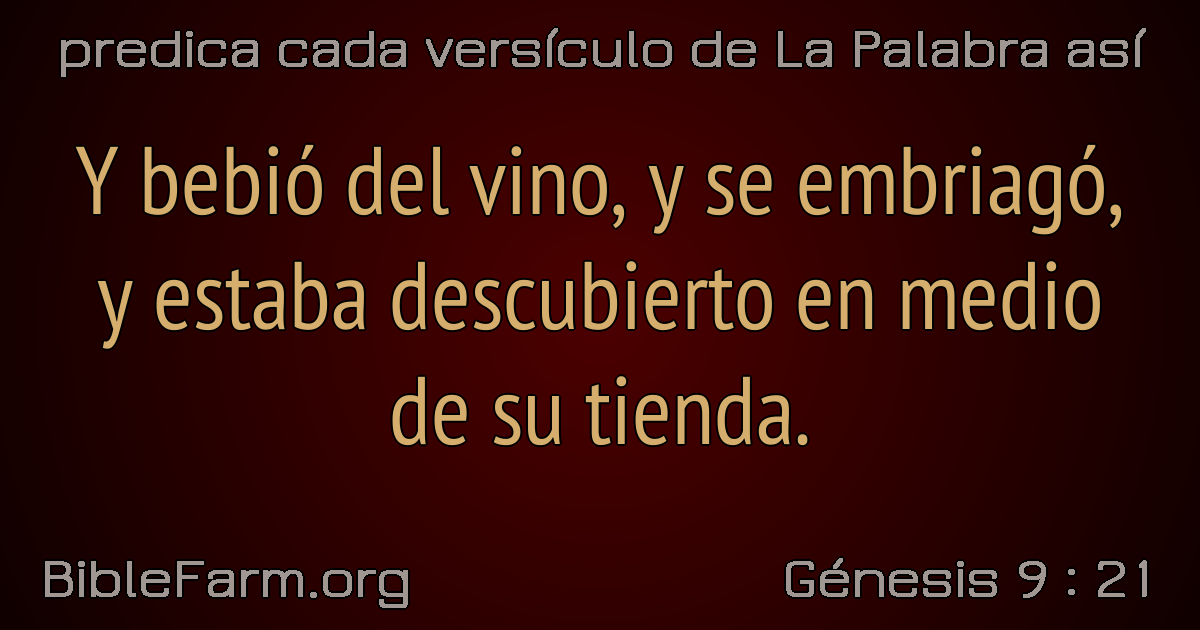 predica cada versículo de La Palabra así
Y bebió del vino, y se embriagó,
y estaba descubierto en medio
de su tienda.
BibleFarm.org
Génesis 9 : 21